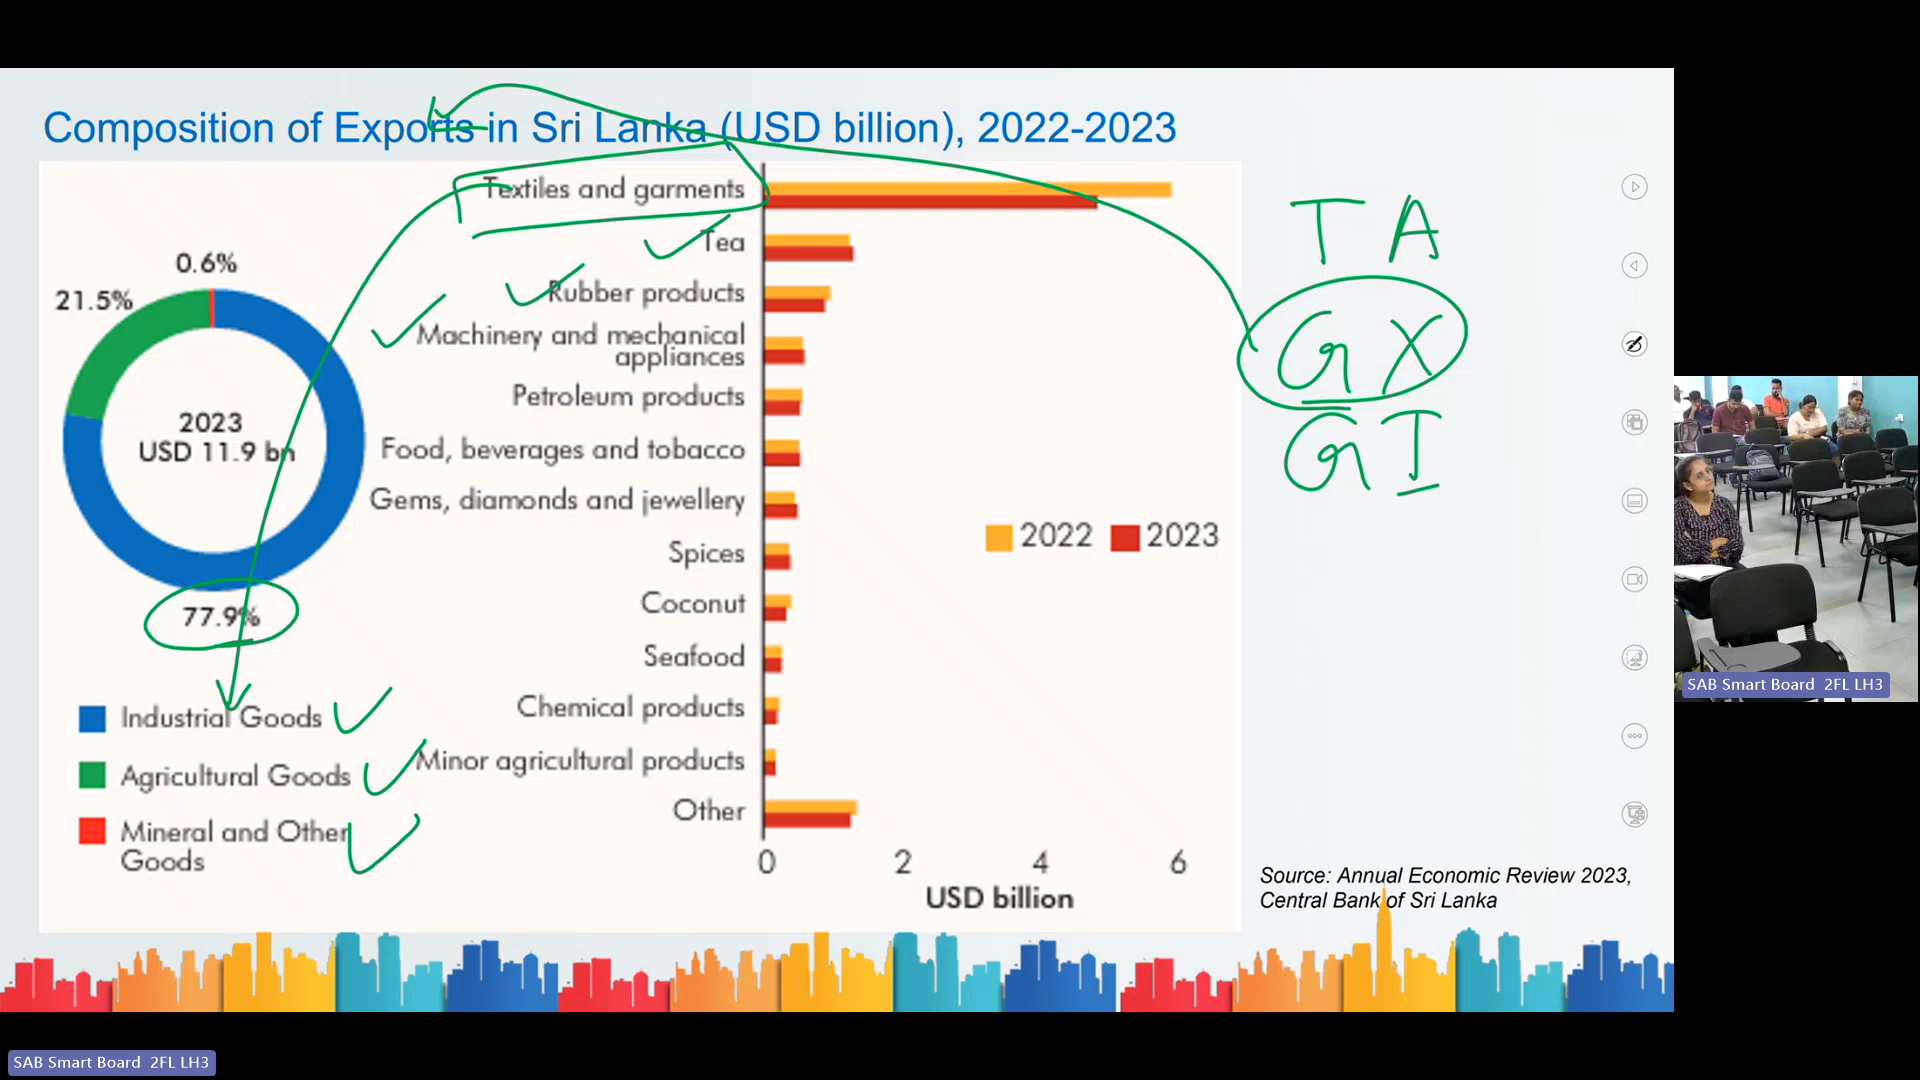 Composition of Exports in Sri Lanka (USD billion), 2022-2023
0.6%
21.5%
2023
USD 11.9 bn
77.9%
Industrial Goods
Agricultural Goods
Mineral and Other
Goods
Textiles and garments
Tea
Rubber products
Machinery and mechanical
appliances
Petroleum products
Food, beverages and tobacco
Gems, diamonds and jewellery
Spices
Coconut
Seafood
Chemical products
Minor agricultural products
Other
0 2 4 6
USD billion
2022 2023
T A
G X
G I
Source: Annual Economic Review 2023,
Central Bank of Sri Lanka
SAB Smart Board 2FL LH3
SAB Smart Board 2FL LH3